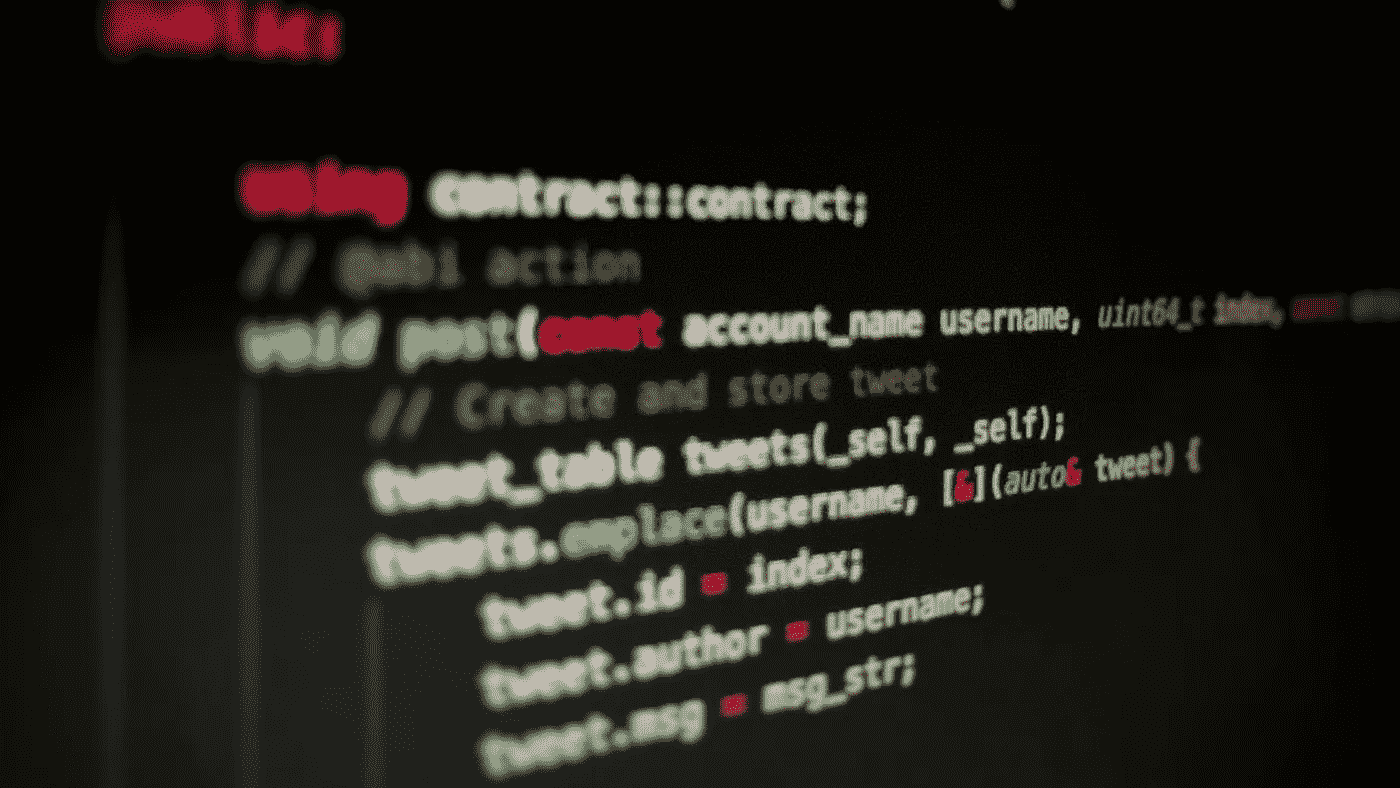 public:
using contract::contract;
// @abi action
void post(const account_name username, uint64_t index,
// Create and store tweet
tweet_table tweets(_self, _self);
tweets.emplace(username, [&](auto& tweet) {
tweet.id = index;
tweet.author = username;
tweet.msg = msg_str;